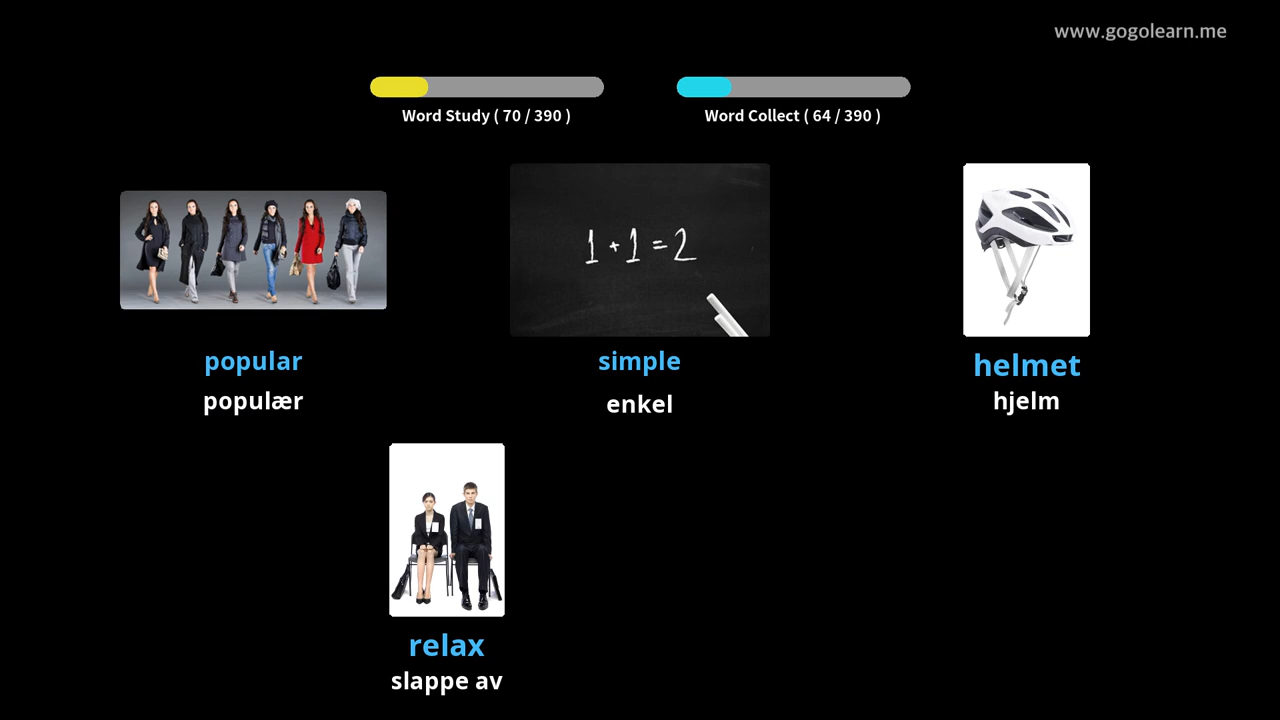 www.gogolearn.me
Word Study ( 70 / 390 )
Word Collect ( 64 / 390 )
1 + 1 = 2
popular
simple
helmet
populær
enkel
hjelm
relax
slappe av